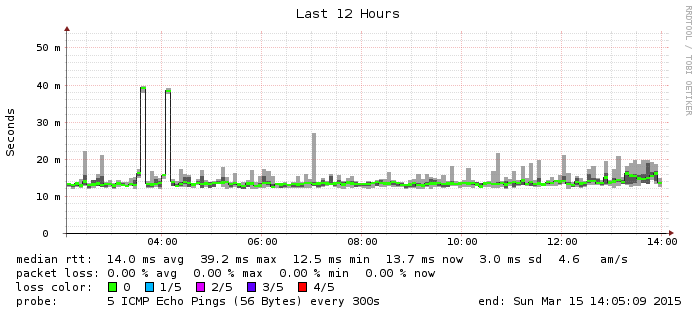 Last 12 Hours
RRDTOOL / TOBI OETIKER
Seconds
50 m
40 m
30 m
20 m
10 m
0
04:00 06:00 08:00 10:00 12:00 14:00
median rtt: 14.0 ms avg 39.2 ms max 12.5 ms min 13.7 ms now 3.0 ms sd 4.6 am/s
packet loss: 0.00 % avg 0.00 % max 0.00 % min 0.00 % now
loss color: 0 1/5 2/5 3/5 4/5
probe: 5 ICMP Echo Pings (56 Bytes) every 300s end: Sun Mar 15 14:05:09 2015